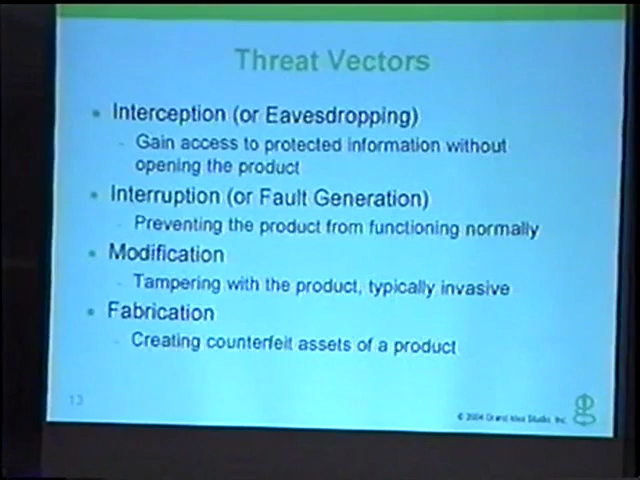 Threat Vectors
• Interception (or Eavesdropping)
- Gain access to protected information without
opening the product
• Interruption (or Fault Generation)
- Preventing the product from functioning normally
• Modification
- Tampering with the product, typically invasive
• Fabrication
- Creating counterfeit assets of a product
13
© 2004 Grand Idea Studio, Inc.